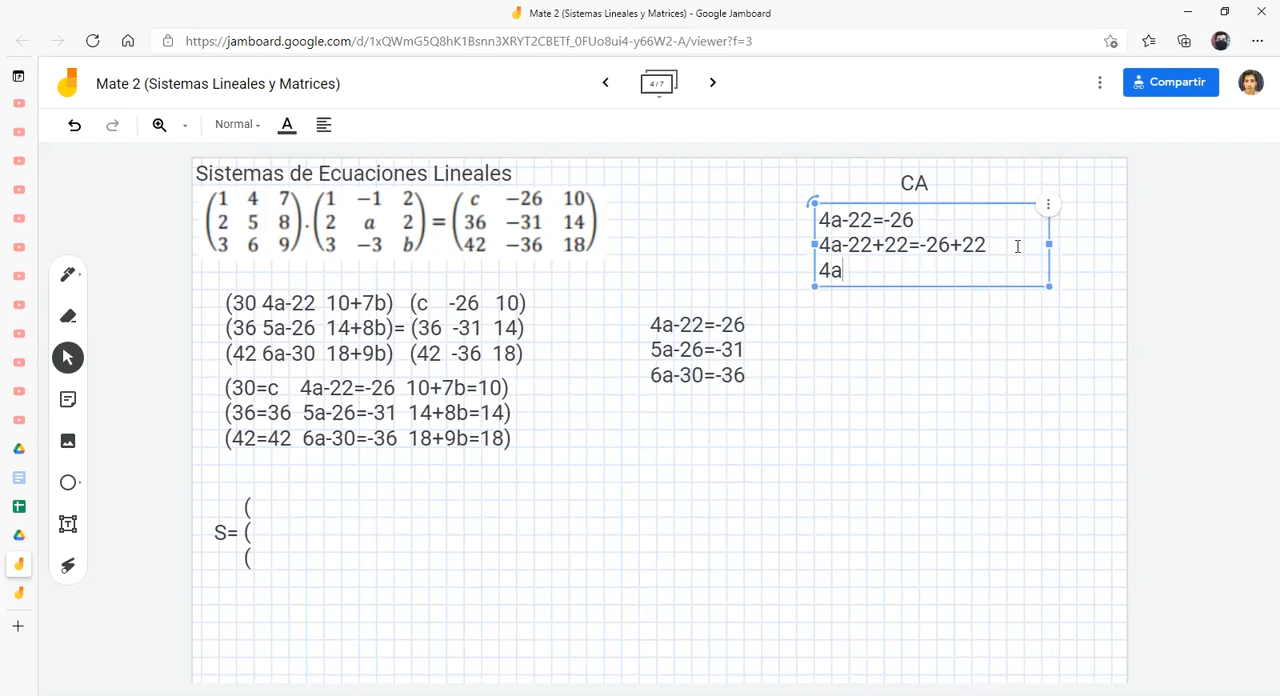 Mate 2 (Sistemas Lineales y Matrices) - Google Jamboard
https://jamboard.google.com/d/1xQWmG5Q8hK1Bsnn3XRYT2CBETf_0FUo8ui4-y66W2-A/viewer?f=3
Mate 2 (Sistemas Lineales y Matrices)
4/7
Compartir
Normal
A
Sistemas de Ecuaciones Lineales
(1 4 7) (1 −1 2) (c −26 10)
(2 5 8) · (2 a 2) = (36 −31 14)
(3 6 9) (3 −3 b) (42 −36 18)
(30 4a-22 10+7b) (c -26 10)
(36 5a-26 14+8b)= (36 -31 14)
(42 6a-30 18+9b) (42 -36 18)
(30=c 4a-22=-26 10+7b=10)
(36=36 5a-26=-31 14+8b=14)
(42=42 6a-30=-36 18+9b=18)
(
S= (
(
4a-22=-26
5a-26=-31
6a-30=-36
CA
4a-22=-26
4a-22+22=-26+22
4a